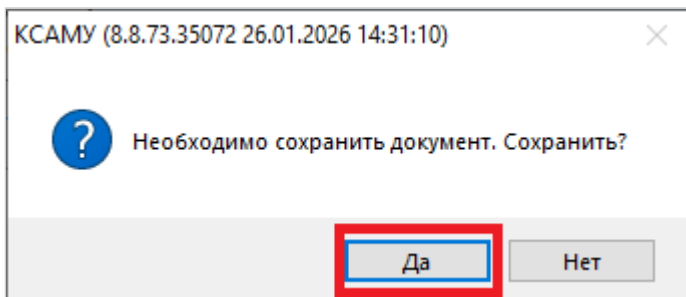 КСАМУ (8.8.73.35072 26.01.2026 14:31:10)
Необходимо сохранить документ. Сохранить?
Да
Нет